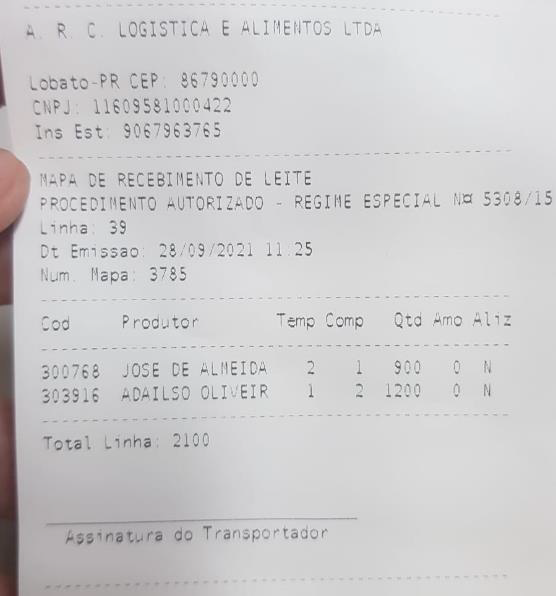 A. R. C. LOGISTICA E ALIMENTOS LTDA
Lobato-PR CEP: 86790000
CNPJ: 11609581000422
Ins Est: 9067963765
MAPA DE RECEBIMENTO DE LEITE
PROCEDIMENTO AUTORIZADO - REGIME ESPECIAL N¤ 5308/15
Linha: 39
Dt Emissao: 28/09/2021 11:25
Num. Mapa: 3785
Cod Produtor Temp Comp Qtd Amo Aliz
300768 JOSE DE ALMEIDA 2 1 900 0 N
303916 ADAILSO OLIVEIR 1 2 1200 0 N
Total Linha: 2100
Assinatura do Transportador